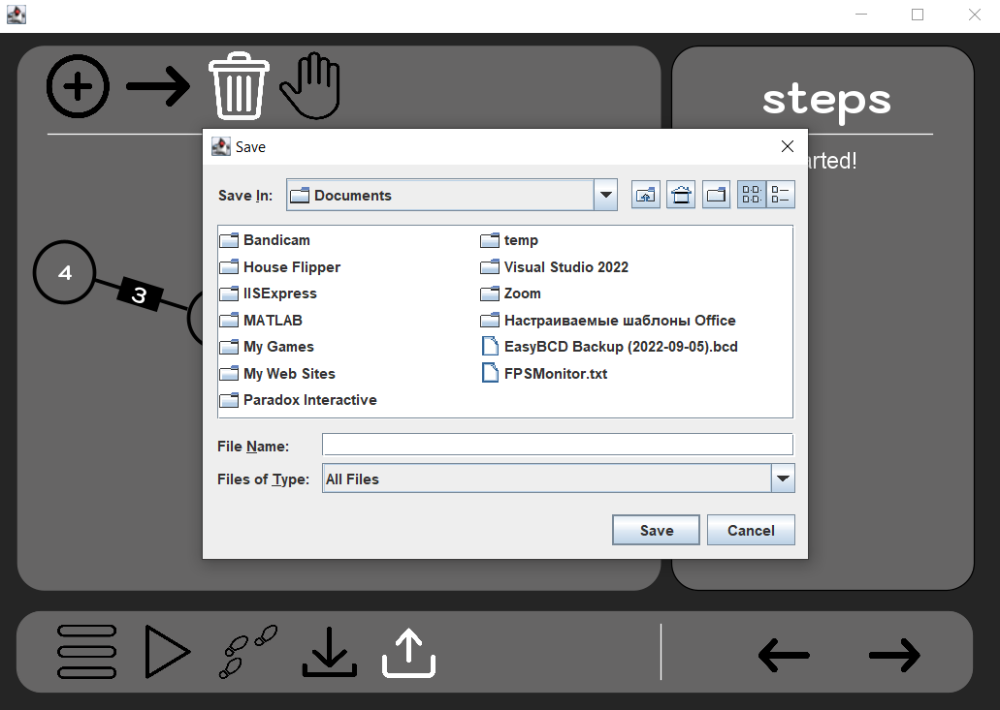 steps
Save
arted!
Save In:
Documents
Bandicam
House Flipper
IISExpress
MATLAB
My Games
My Web Sites
Paradox Interactive
temp
Visual Studio 2022
Zoom
Настраиваемые шаблоны Office
EasyBCD Backup (2022-09-05).bcd
FPSMonitor.txt
4
3
File Name:
Files of Type:
All Files
Save
Cancel